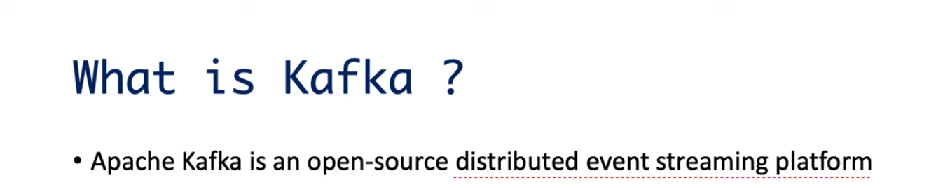 What is Kafka ?
• Apache Kafka is an open-source distributed event streaming platform